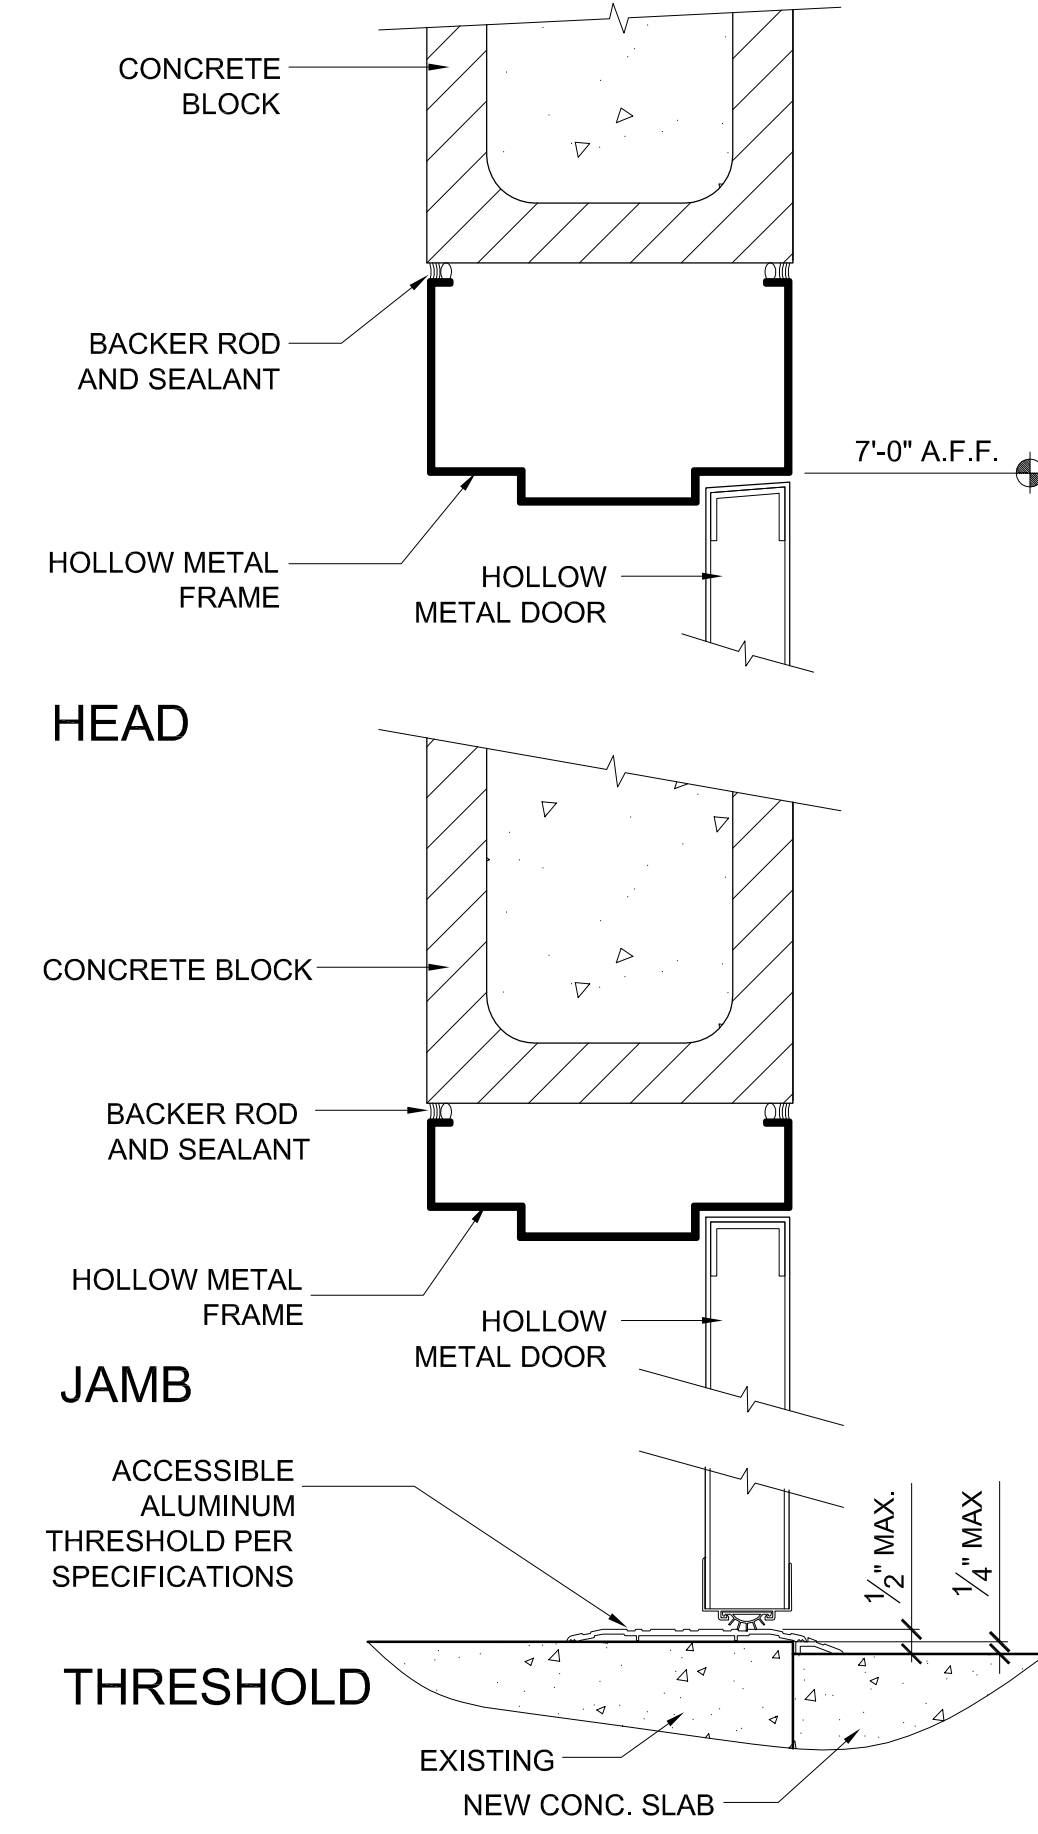 CONCRETE
BLOCK
BACKER ROD
AND SEALANT
7'-0" A.F.F.
HOLLOW METAL
FRAME
HOLLOW
METAL DOOR
HEAD
CONCRETE BLOCK
BACKER ROD
AND SEALANT
HOLLOW METAL
FRAME
HOLLOW
METAL DOOR
JAMB
ACCESSIBLE
ALUMINUM
THRESHOLD PER
SPECIFICATIONS
1/2" MAX.
1/4" MAX
THRESHOLD
EXISTING
NEW CONC. SLAB